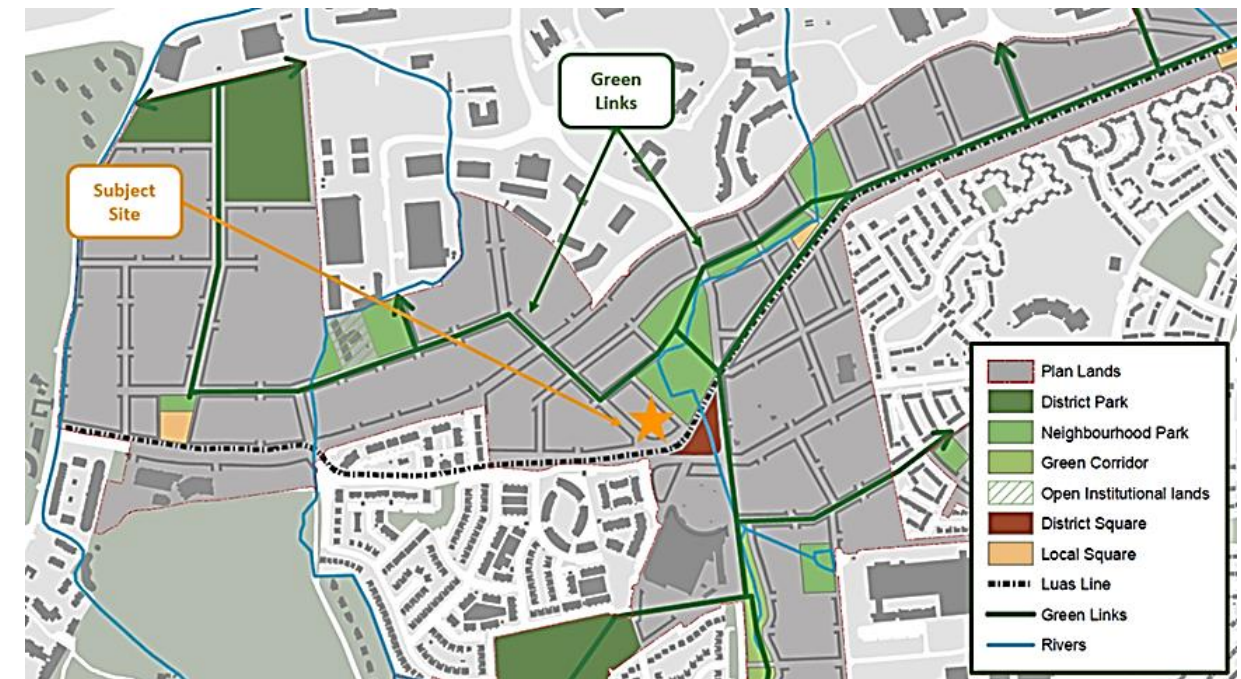 Green
Links
Subject
Site
Plan Lands
District Park
Neighbourhood Park
Green Corridor
Open Institutional lands
District Square
Local Square
Luas Line
Green Links
Rivers